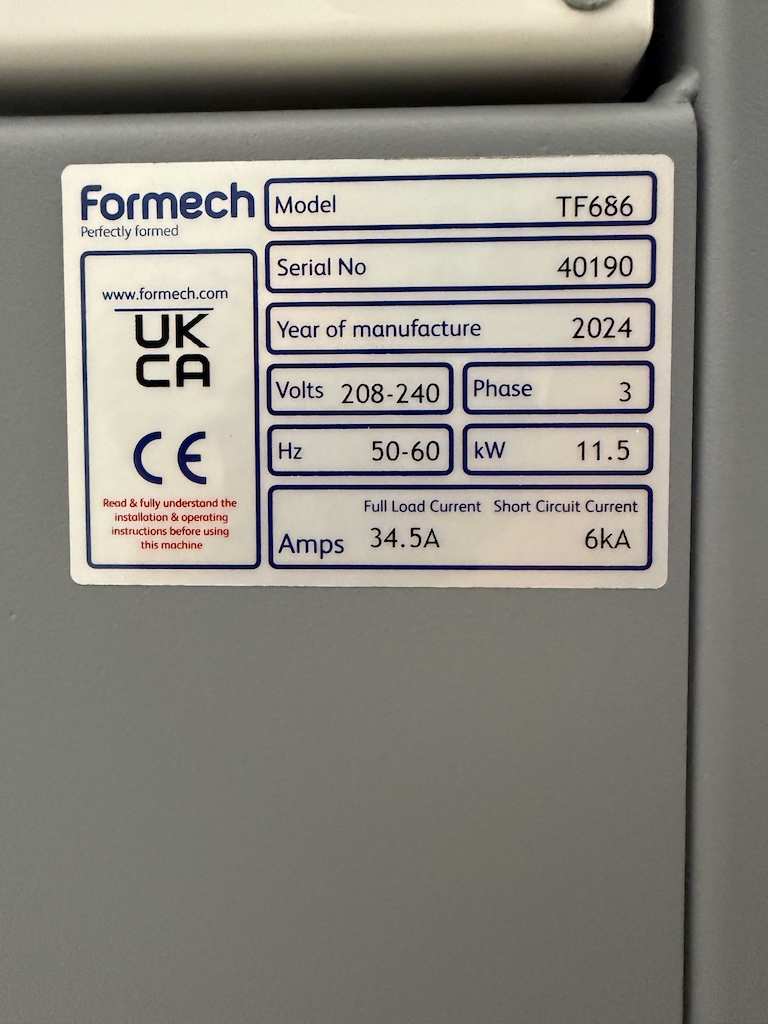 Formech
Perfectly formed
www.formech.com
UK
CA
CE
Read & fully understand the
installation & operating
instructions before using
this machine
Model TF686
Serial No 40190
Year of manufacture 2024
Volts 208-240 Phase 3
Hz 50-60 kW 11.5
Full Load Current Short Circuit Current
Amps 34.5A 6kA